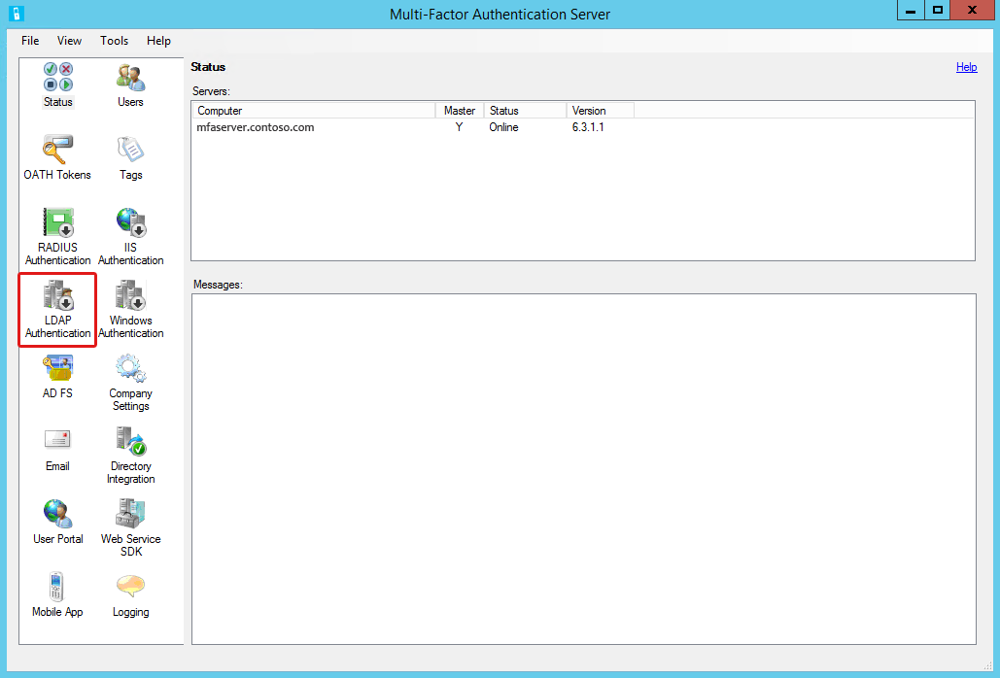 Multi-Factor Authentication Server
File View Tools Help
Status
Users
OATH Tokens
Tags
RADIUS
Authentication
IIS
Authentication
LDAP
Authentication
Windows
Authentication
AD FS
Company
Settings
Email
Directory
Integration
User Portal
Web Service
SDK
Mobile App
Logging
Status
Help
Servers:
Computer Master Status Version
mfaserver.contoso.com Y Online 6.3.1.1
Messages: